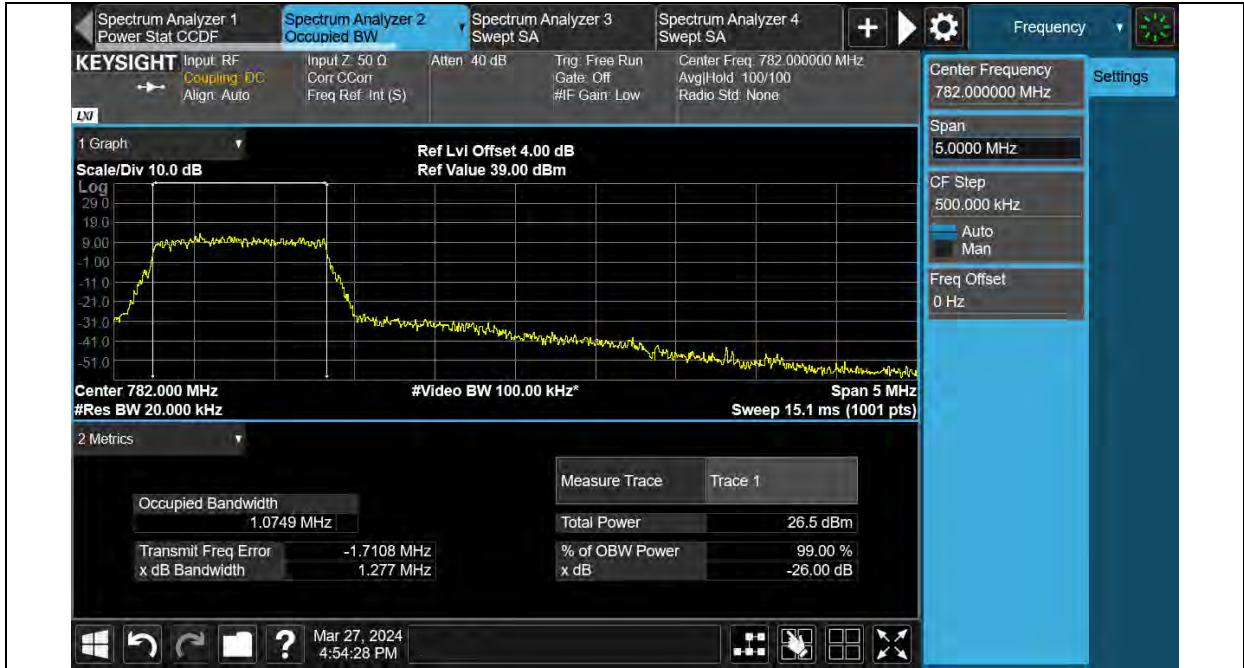 Spectrum Analyzer 1
Power Stat CCDF
Spectrum Analyzer 2
Occupied BW
Spectrum Analyzer 3
Swept SA
Spectrum Analyzer 4
Swept SA
Frequency
KEYSIGHT
Input: RF
Coupling: DC
Align: Auto
Input Z: 50 Ω
Corr CCorr
Freq Ref: Int (S)
Atten: 40 dB
Trig: Free Run
Gate: Off
#IF Gain: Low
Center Freq: 782.000000 MHz
Avg|Hold: 100/100
Radio Std: None
LXI
1 Graph
Scale/Div 10.0 dB
Ref Lvl Offset 4.00 dB
Ref Value 39.00 dBm
Log
29.0
19.0
9.00
-1.00
-11.0
-21.0
-31.0
-41.0
-51.0
Center 782.000 MHz
#Res BW 20.000 kHz
#Video BW 100.00 kHz*
Span 5 MHz
Sweep 15.1 ms (1001 pts)
2 Metrics
Measure Trace Trace 1
Occupied Bandwidth
1.0749 MHz
Total Power 26.5 dBm
Transmit Freq Error -1.7108 MHz
% of OBW Power 99.00 %
x dB Bandwidth 1.277 MHz
x dB -26.00 dB
Center Frequency
782.000000 MHz
Settings
Span
5.0000 MHz
CF Step
500.000 kHz
Auto
Man
Freq Offset
0 Hz
?
Mar 27, 2024
4:54:28 PM